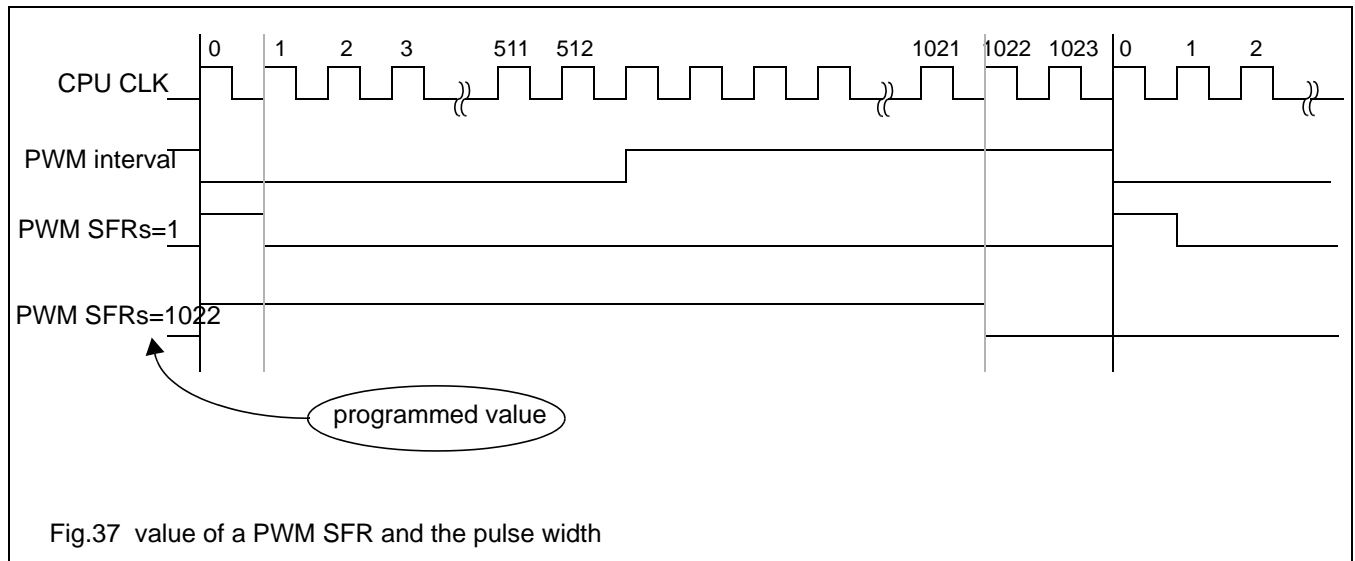 0 1 2 3 511 512 1021 1022 1023 0 1 2
CPU CLK
PWM interval
PWM SFRs=1
PWM SFRs=1022
programmed value
Fig.37 value of a PWM SFR and the pulse width